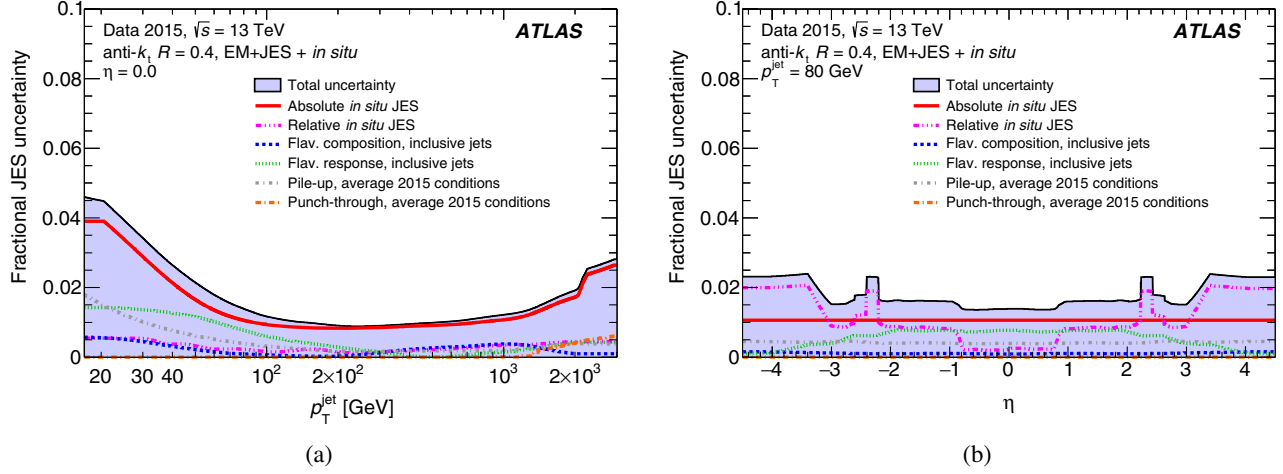 Fractional JES uncertainty
0.1
0.08
0.06
0.04
0.02
0
Data 2015, √s = 13 TeV
ATLAS
anti-kₜ R = 0.4, EM+JES + in situ
η = 0.0
Total uncertainty
Absolute in situ JES
Relative in situ JES
Flav. composition, inclusive jets
Flav. response, inclusive jets
Pile-up, average 2015 conditions
Punch-through, average 2015 conditions
20 30 40 10² 2×10² 10³ 2×10³
p_T^jet [GeV]
(a)
Fractional JES uncertainty
0.1
0.08
0.06
0.04
0.02
0
Data 2015, √s = 13 TeV
ATLAS
anti-kₜ R = 0.4, EM+JES + in situ
p_T^jet = 80 GeV
Total uncertainty
Absolute in situ JES
Relative in situ JES
Flav. composition, inclusive jets
Flav. response, inclusive jets
Pile-up, average 2015 conditions
Punch-through, average 2015 conditions
−4 −3 −2 −1 0 1 2 3 4
η
(b)